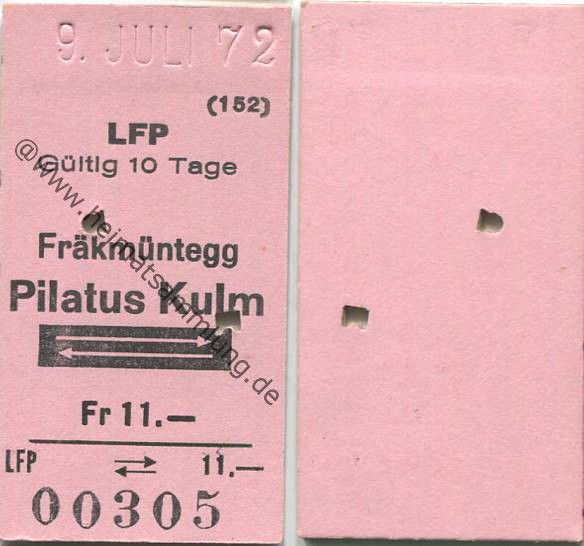 9. JULI 72
(152)
LFP
Gültig 10 Tage
Fräkmüntegg
Pilatus Kulm
Fr 11.—
LFP ⇄ 11.—
00305
@www.heimatsammlung.de